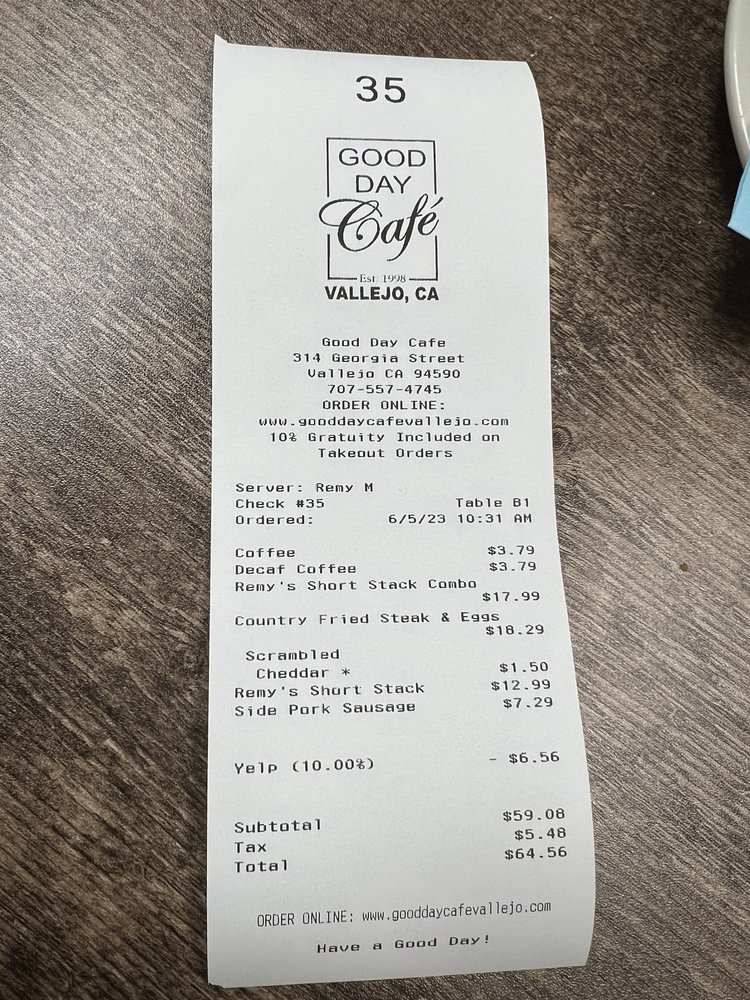 35
GOOD
DAY
Café
Est. 1998
VALLEJO, CA
Good Day Cafe
314 Georgia Street
Vallejo CA 94590
707-557-4745
ORDER ONLINE:
www.gooddaycafevallejo.com
10% Gratuity Included on
Takeout Orders
Server: Remy M
Check #35 Table B1
Ordered: 6/5/23 10:31 AM
Coffee $3.79
Decaf Coffee $3.79
Remy's Short Stack Combo
$17.99
Country Fried Steak & Eggs
$18.29
Scrambled
Cheddar * $1.50
Remy's Short Stack $12.99
Side Pork Sausage $7.29
Yelp (10.00%) - $6.56
Subtotal $59.08
Tax $5.48
Total $64.56
ORDER ONLINE: www.gooddaycafevallejo.com
Have a Good Day!